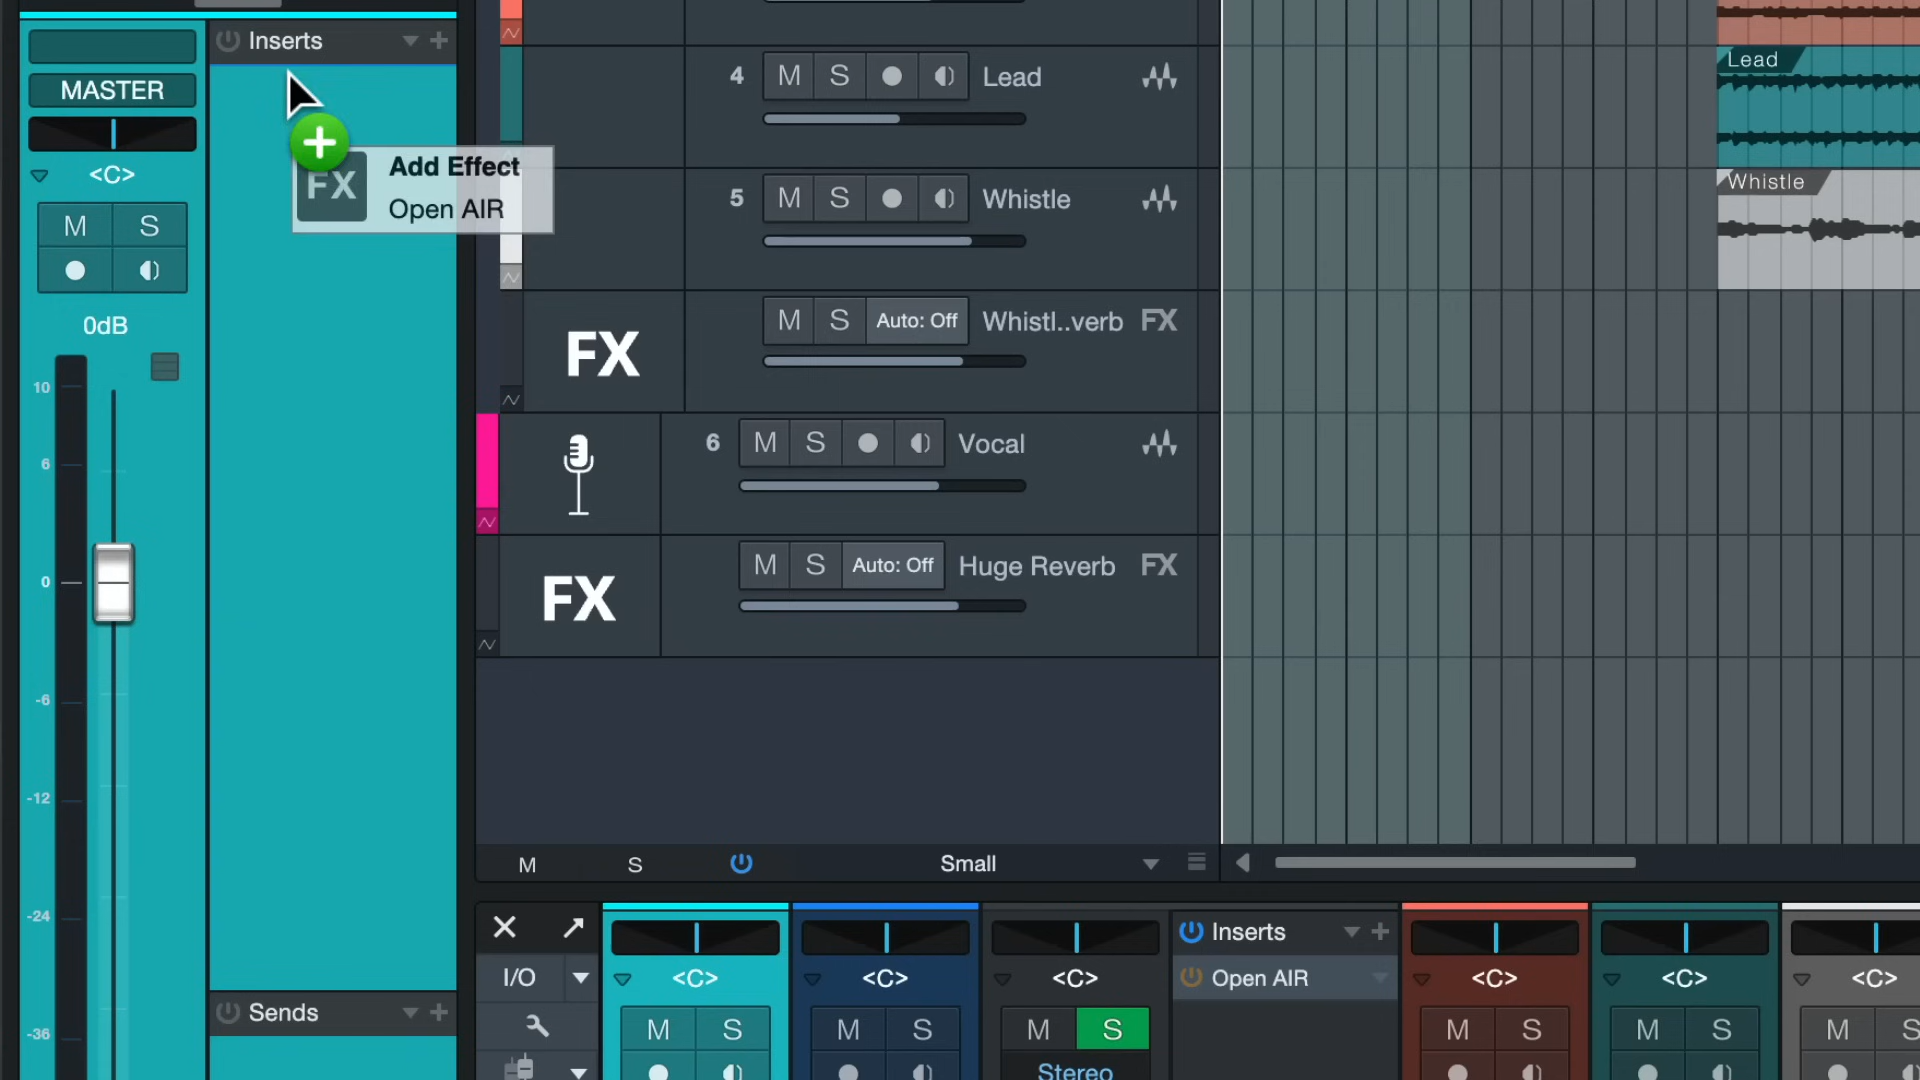 Inserts
MASTER
<C>
M S
0dB
10
6
0
-6
-12
-24
-36
Add Effect
FX
Open AIR
Sends
4 M S Lead
5 M S Whistle
FX M S Auto: Off Whistl..verb FX
6 M S Vocal
FX M S Auto: Off Huge Reverb FX
Lead
Whistle
M S Small
I/O
<C>
M S
<C>
M S
<C>
M S
Stereo
Inserts
Open AIR
<C>
M S
<C>
M S
<C>
M S